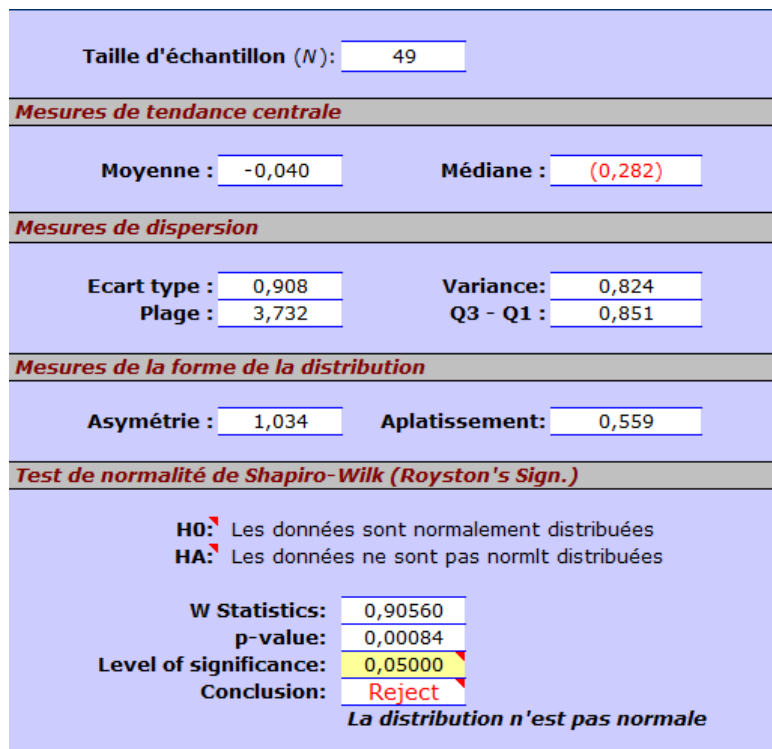 Taille d'échantillon (N): 49
Mesures de tendance centrale
Moyenne : -0,040 Médiane : (0,282)
Mesures de dispersion
Ecart type : 0,908 Variance: 0,824
Plage : 3,732 Q3 - Q1 : 0,851
Mesures de la forme de la distribution
Asymétrie : 1,034 Aplatissement: 0,559
Test de normalité de Shapiro-Wilk (Royston's Sign.)
H0: Les données sont normalement distribuées
HA: Les données ne sont pas normlt distribuées
W Statistics: 0,90560
p-value: 0,00084
Level of significance: 0,05000
Conclusion: Reject
La distribution n'est pas normale